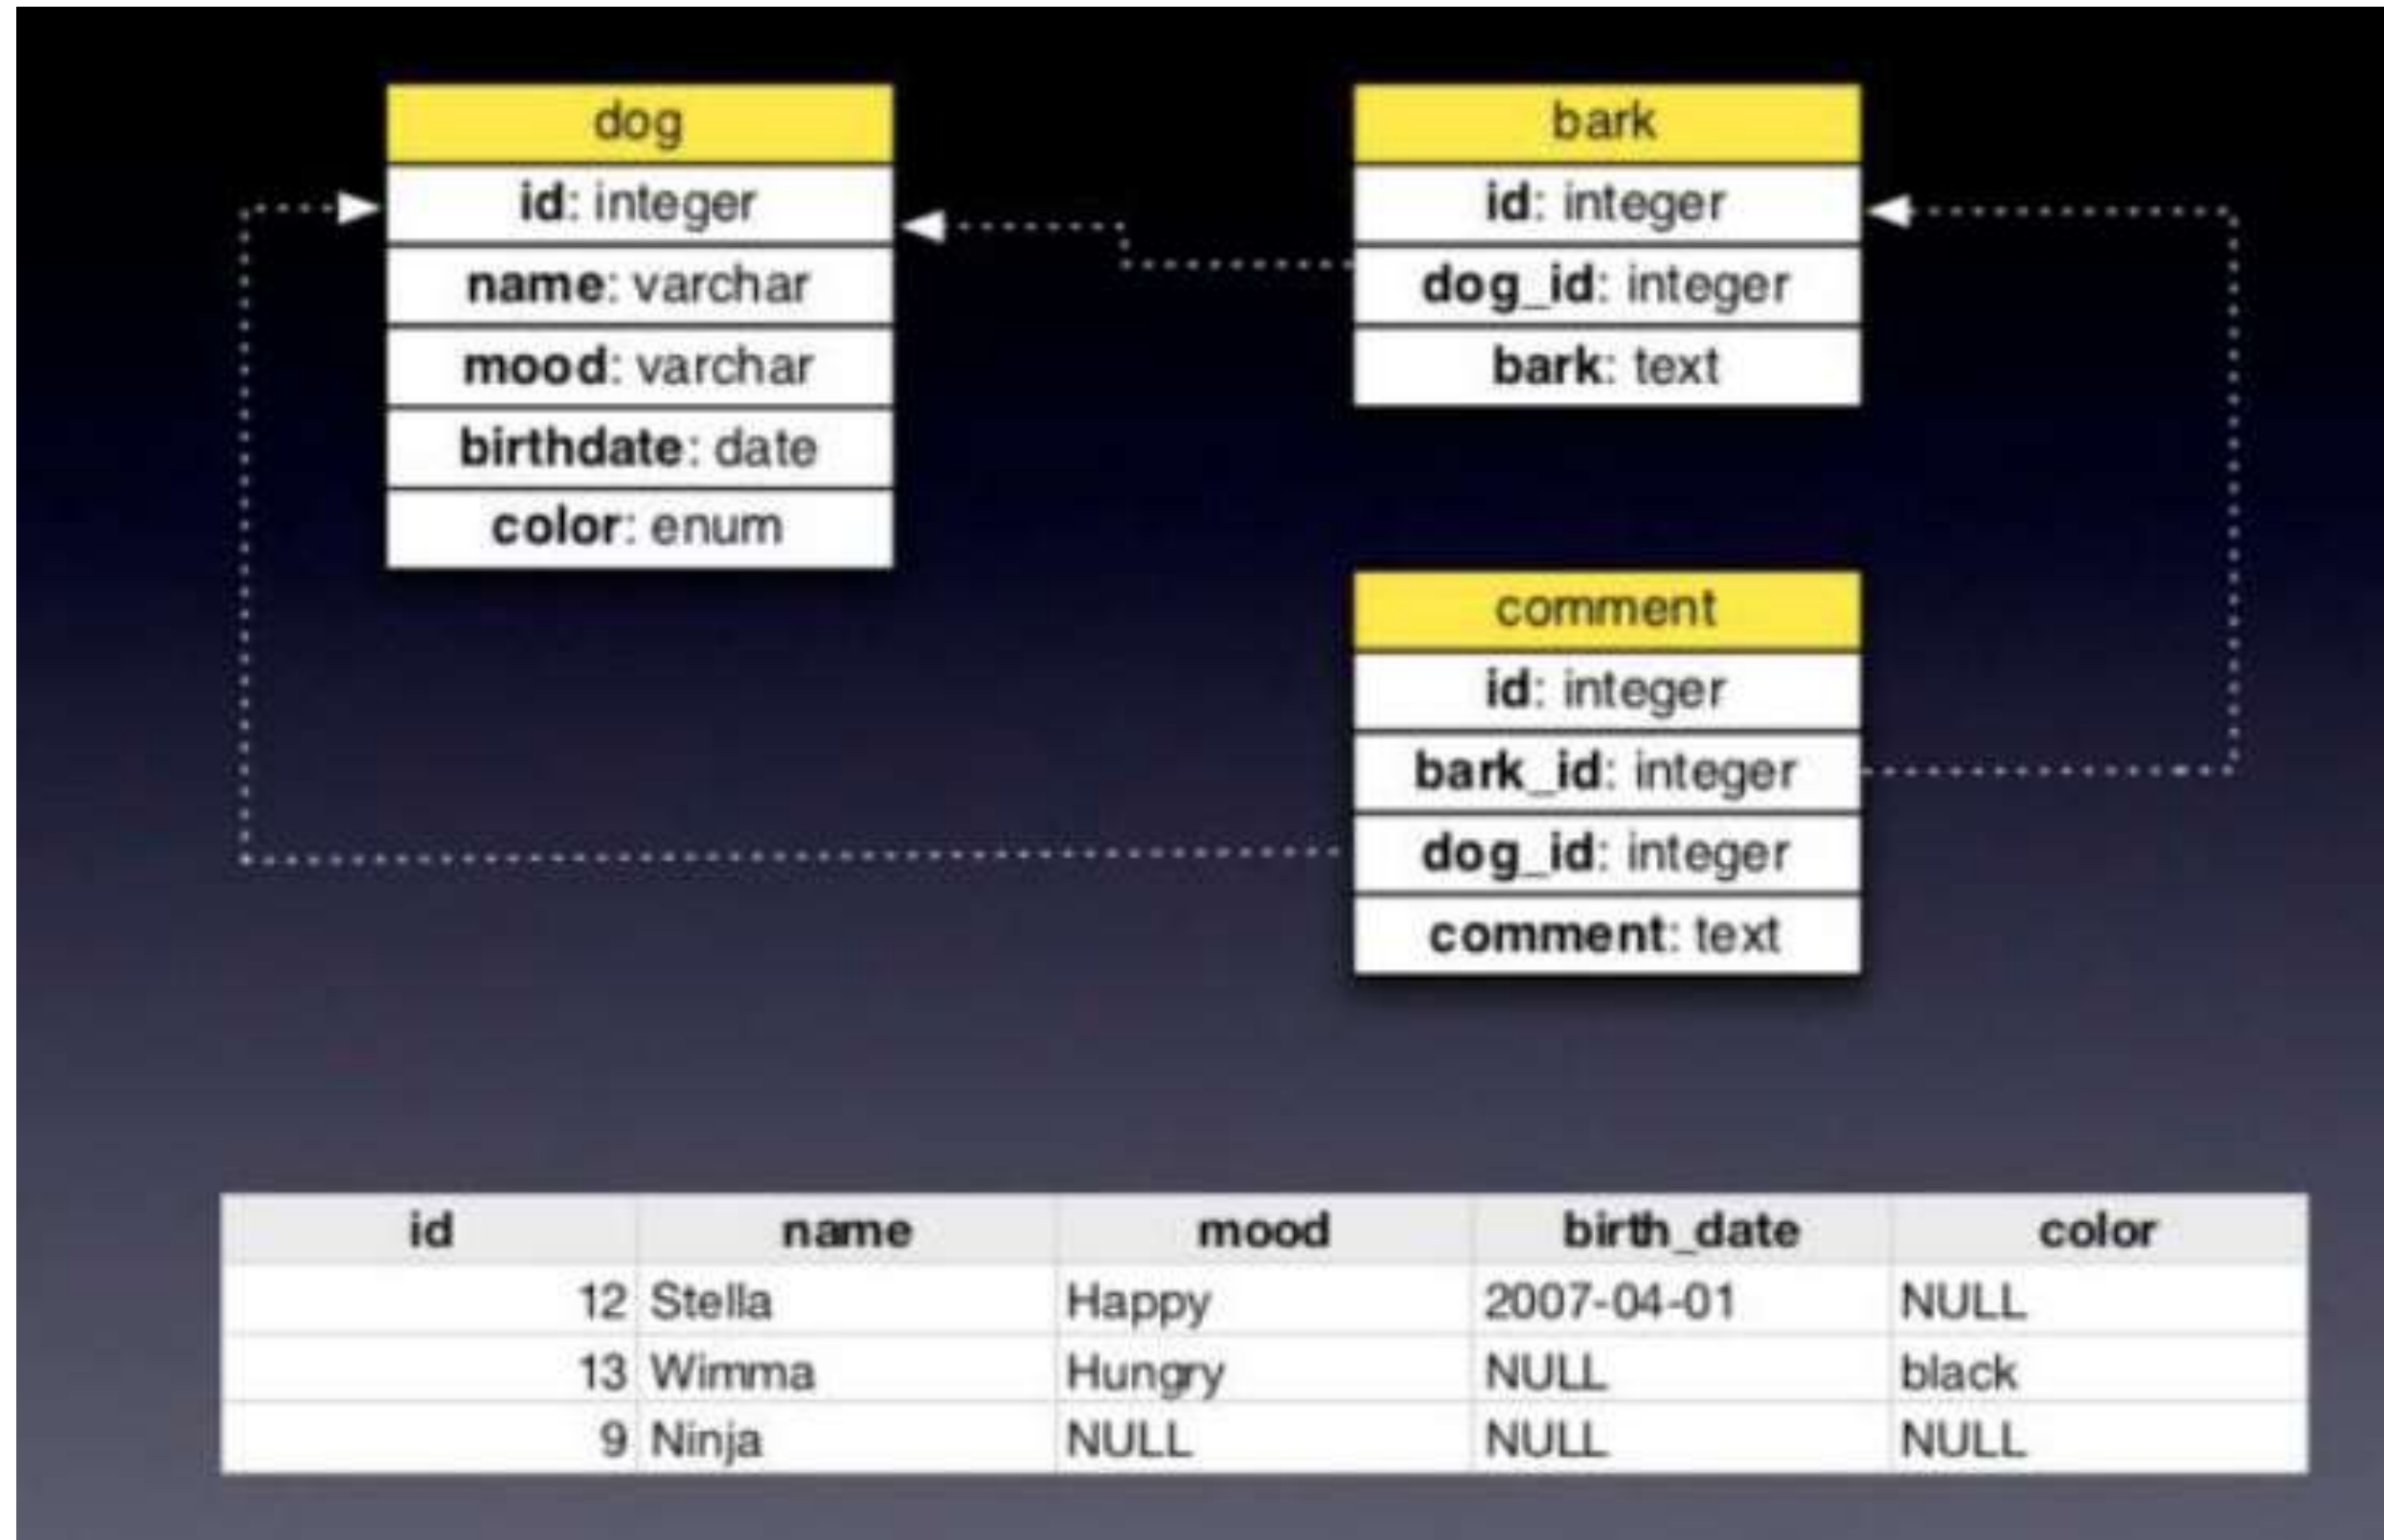 dog
id: integer
name: varchar
mood: varchar
birthdate: date
color: enum
bark
id: integer
dog_id: integer
bark: text
comment
id: integer
bark_id: integer
dog_id: integer
comment: text
id name mood birth_date color
12 Stella Happy 2007-04-01 NULL
13 Wimma Hungry NULL black
9 Ninja NULL NULL NULL